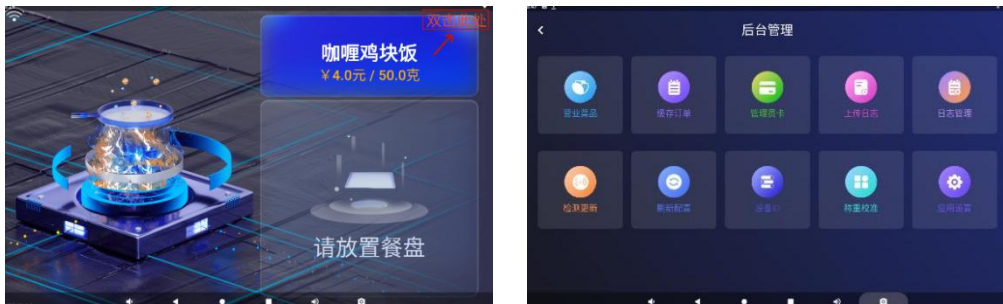 双击此处
咖喱鸡块饭
￥4.0元 / 50.0克
请放置餐盘
后台管理
营业菜品
缓存订单
管理员卡
上传日志
日志管理
检测更新
刷新配置
称重校准
应用设置